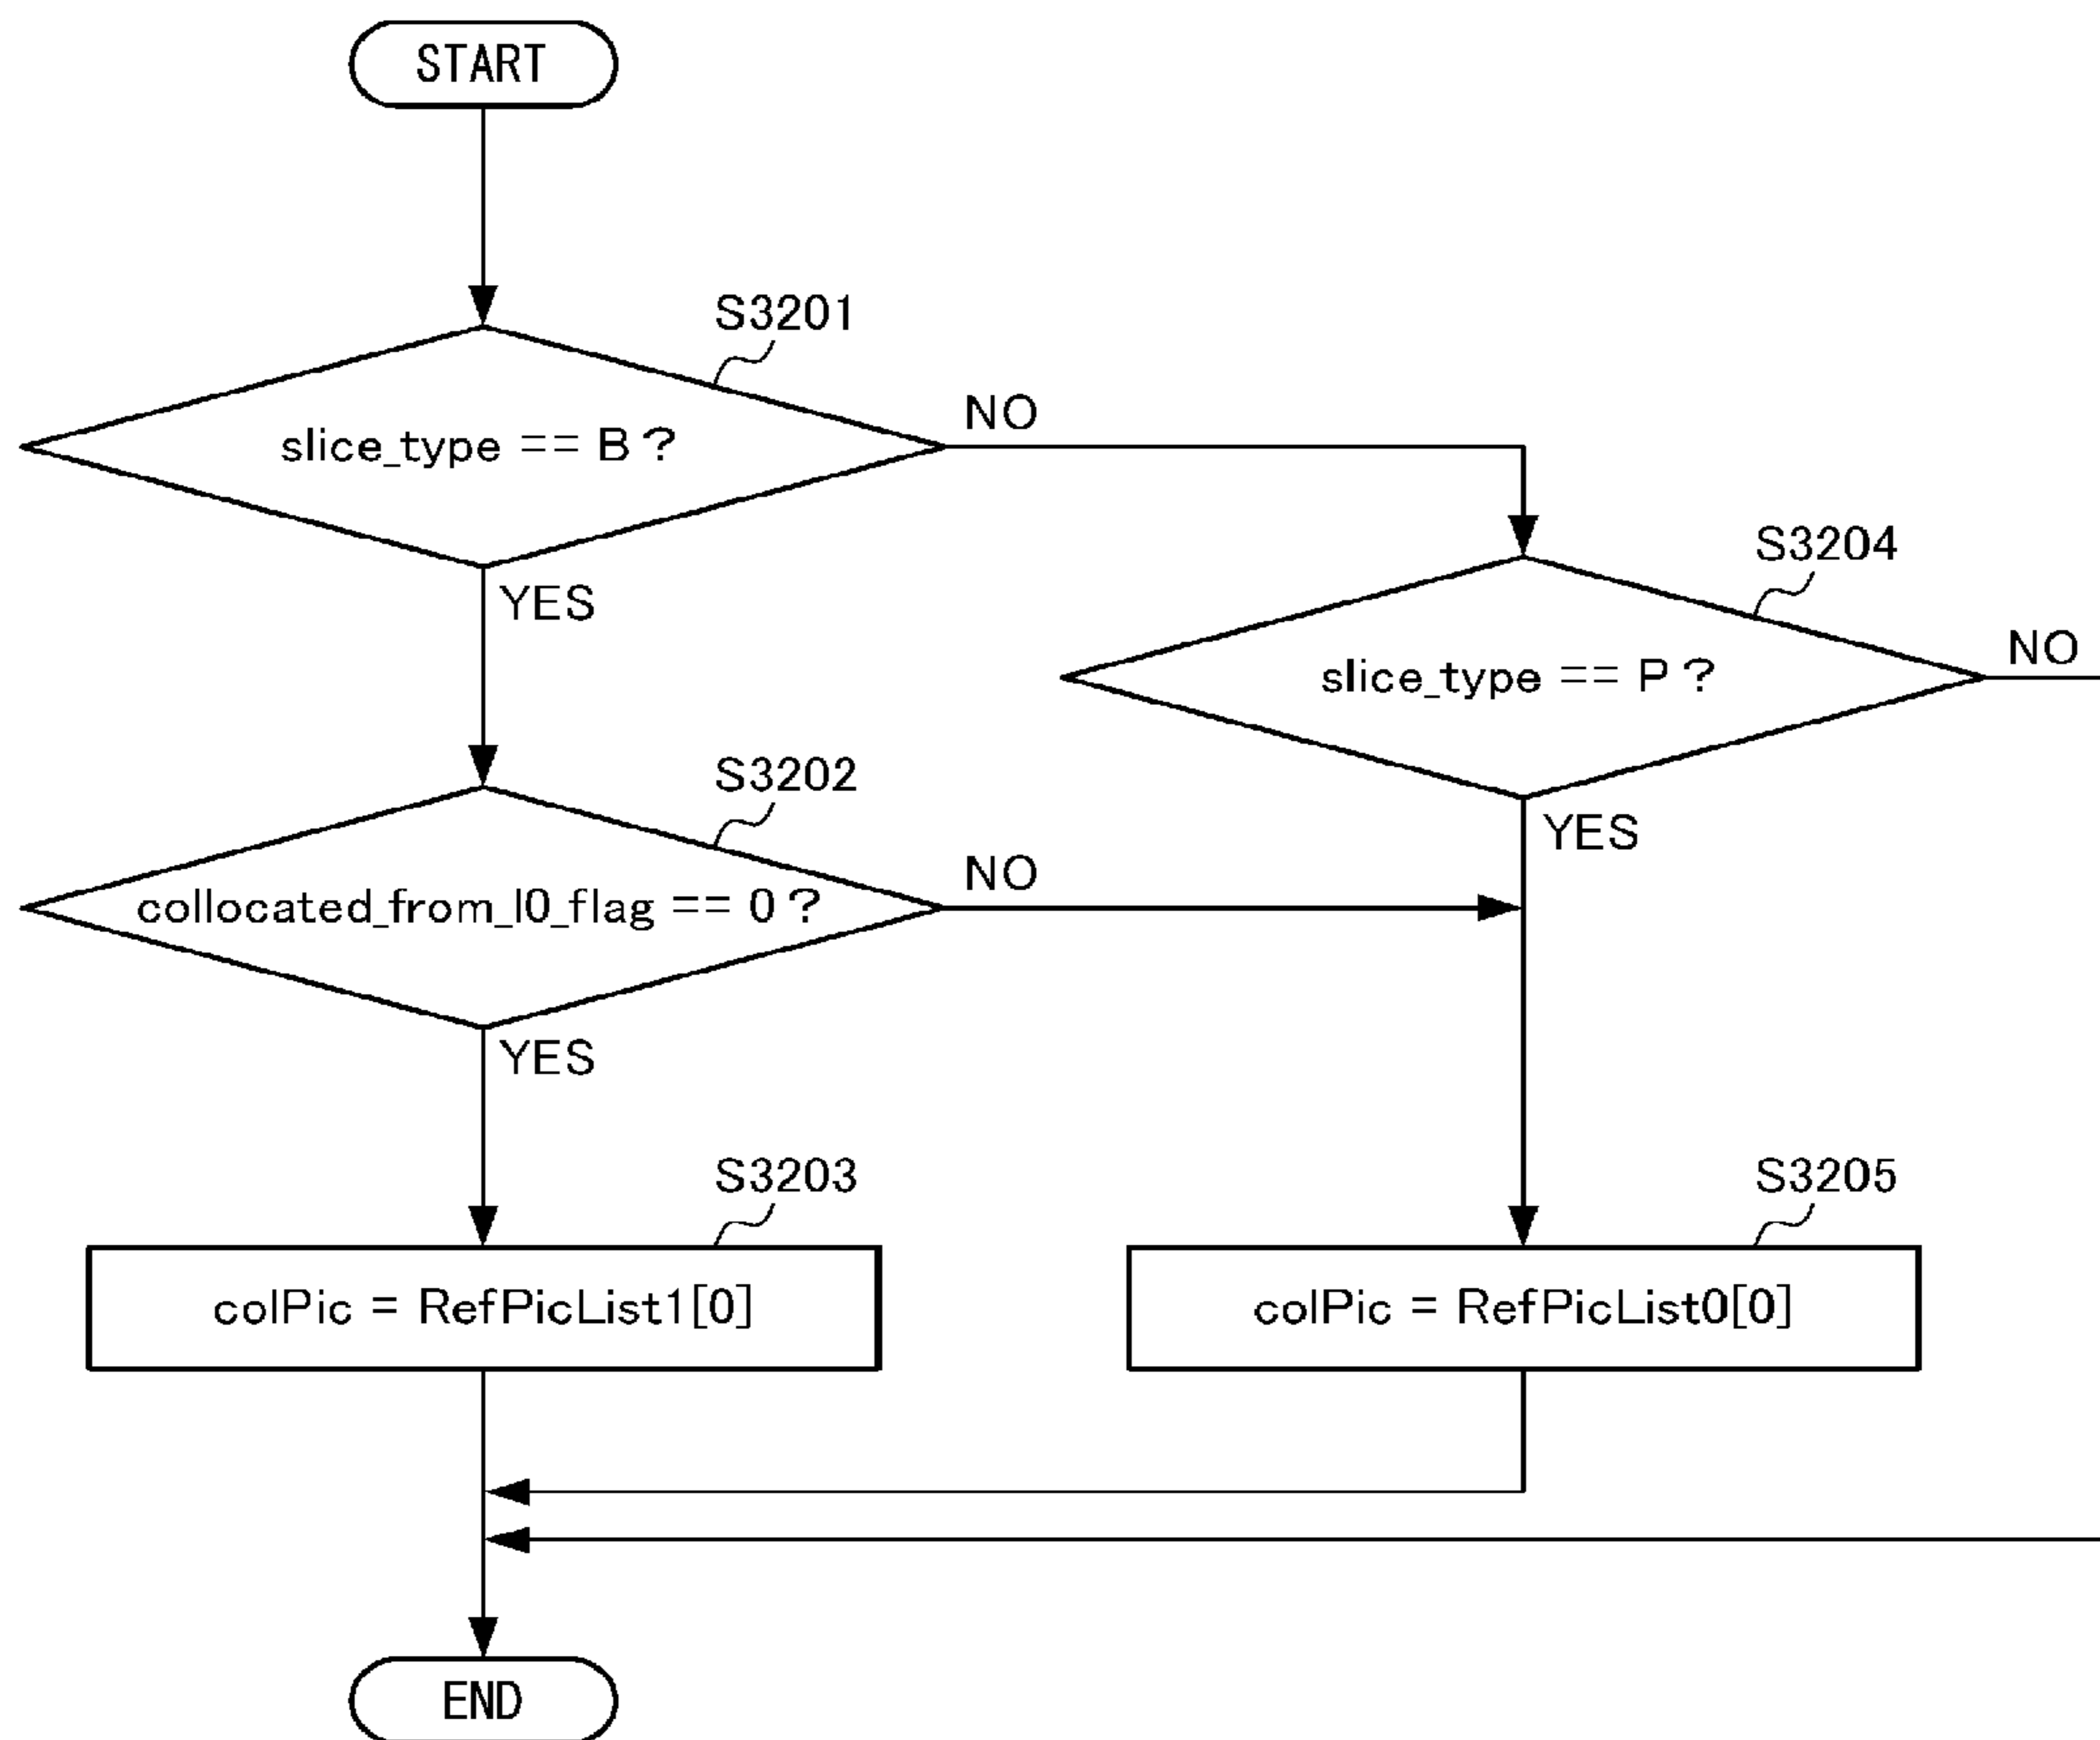 START
S3201
slice_type == B ?
NO
YES
S3204
slice_type == P ?
NO
YES
S3202
collocated_from_l0_flag == 0 ?
NO
YES
S3203
colPic = RefPicList1[0]
S3205
colPic = RefPicList0[0]
END